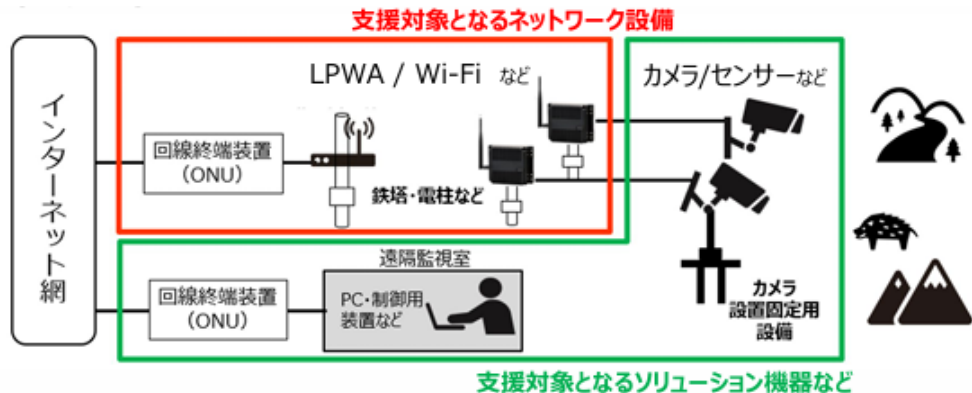 支援対象となるネットワーク設備
インターネット網
LPWA / Wi-Fi など
カメラ/センサーなど
回線終端装置
(ONU)
鉄塔・電柱など
遠隔監視室
回線終端装置
(ONU)
PC・制御用
装置など
カメラ
設置固定用
設備
支援対象となるソリューション機器など